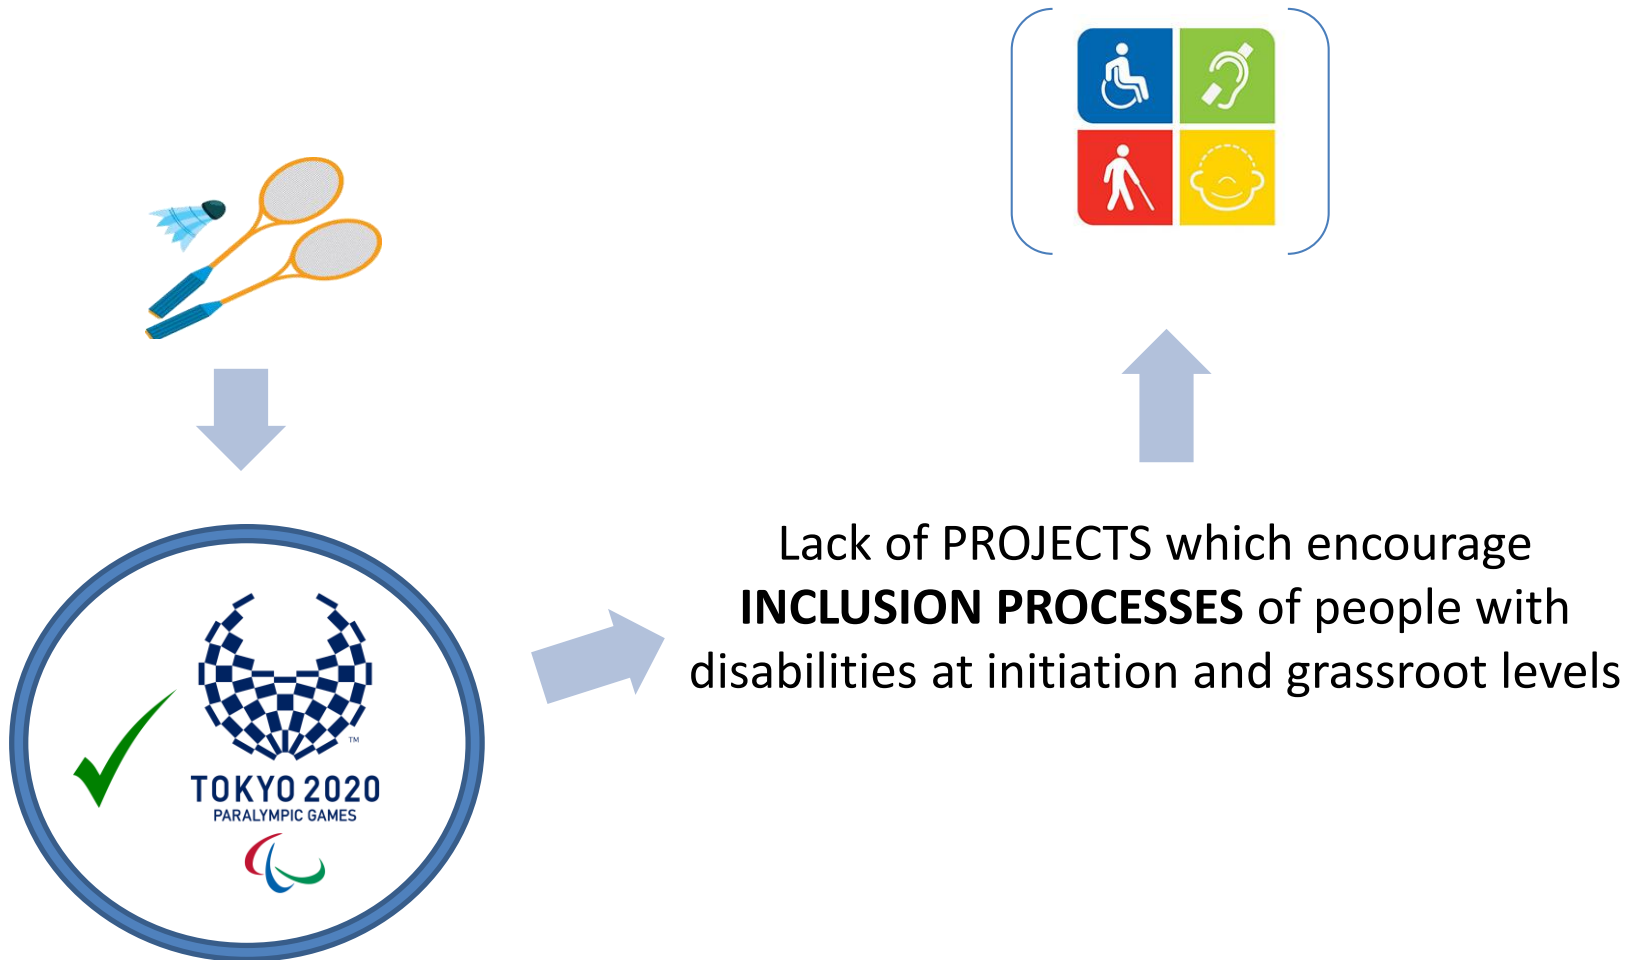 Lack of PROJECTS which encourage
INCLUSION PROCESSES of people with
disabilities at initiation and grassroot levels
TM
TOKYO 2020
PARALYMPIC GAMES